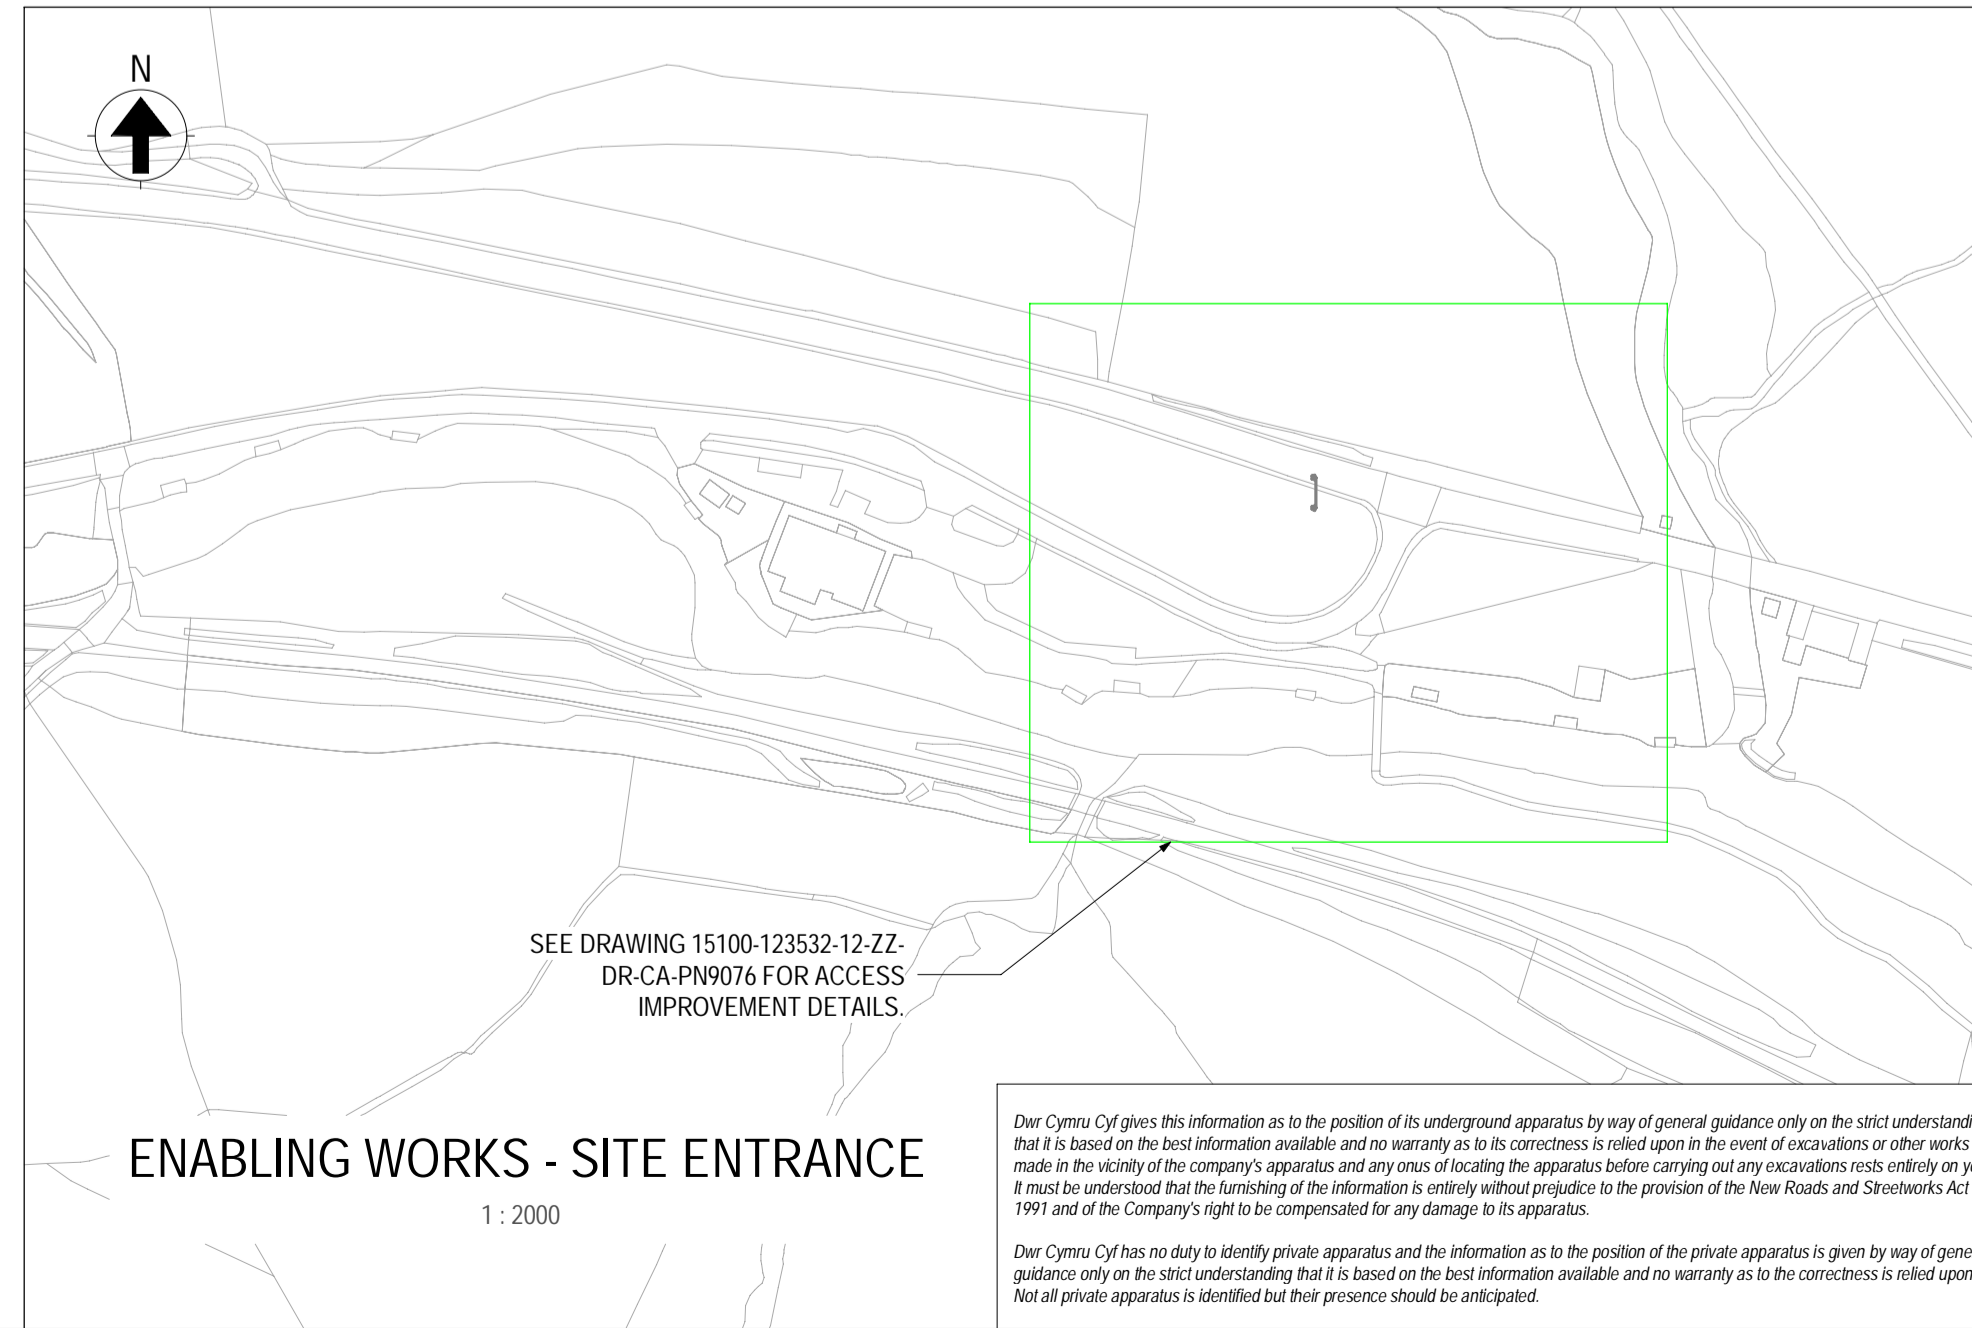 N
SEE DRAWING 15100-123532-12-ZZ-
DR-CA-PN9076 FOR ACCESS
IMPROVEMENT DETAILS.
ENABLING WORKS - SITE ENTRANCE
1 : 2000
Dwr Cymru Cyf gives this information as to the position of its underground apparatus by way of general guidance only on the strict
that it is based on the best information available and no warranty as to its correctness is relied upon in the event of excavations or other works
made in the vicinity of the company's apparatus and any onus of locating the apparatus before carrying out any excavations rests entirely on
It must be understood that the furnishing of the information is entirely without prejudice to the provision of the New Roads and Streetworks Act
1991 and of the Company's right to be compensated for any damage to its apparatus.
Dwr Cymru Cyf has no duty to identify private apparatus and the information as to the position of the private apparatus is given by way of
guidance only on the strict understanding that it is based on the best information available and no warranty as to the correctness is relied upon
Not all private apparatus is identified but their presence should be anticipated.